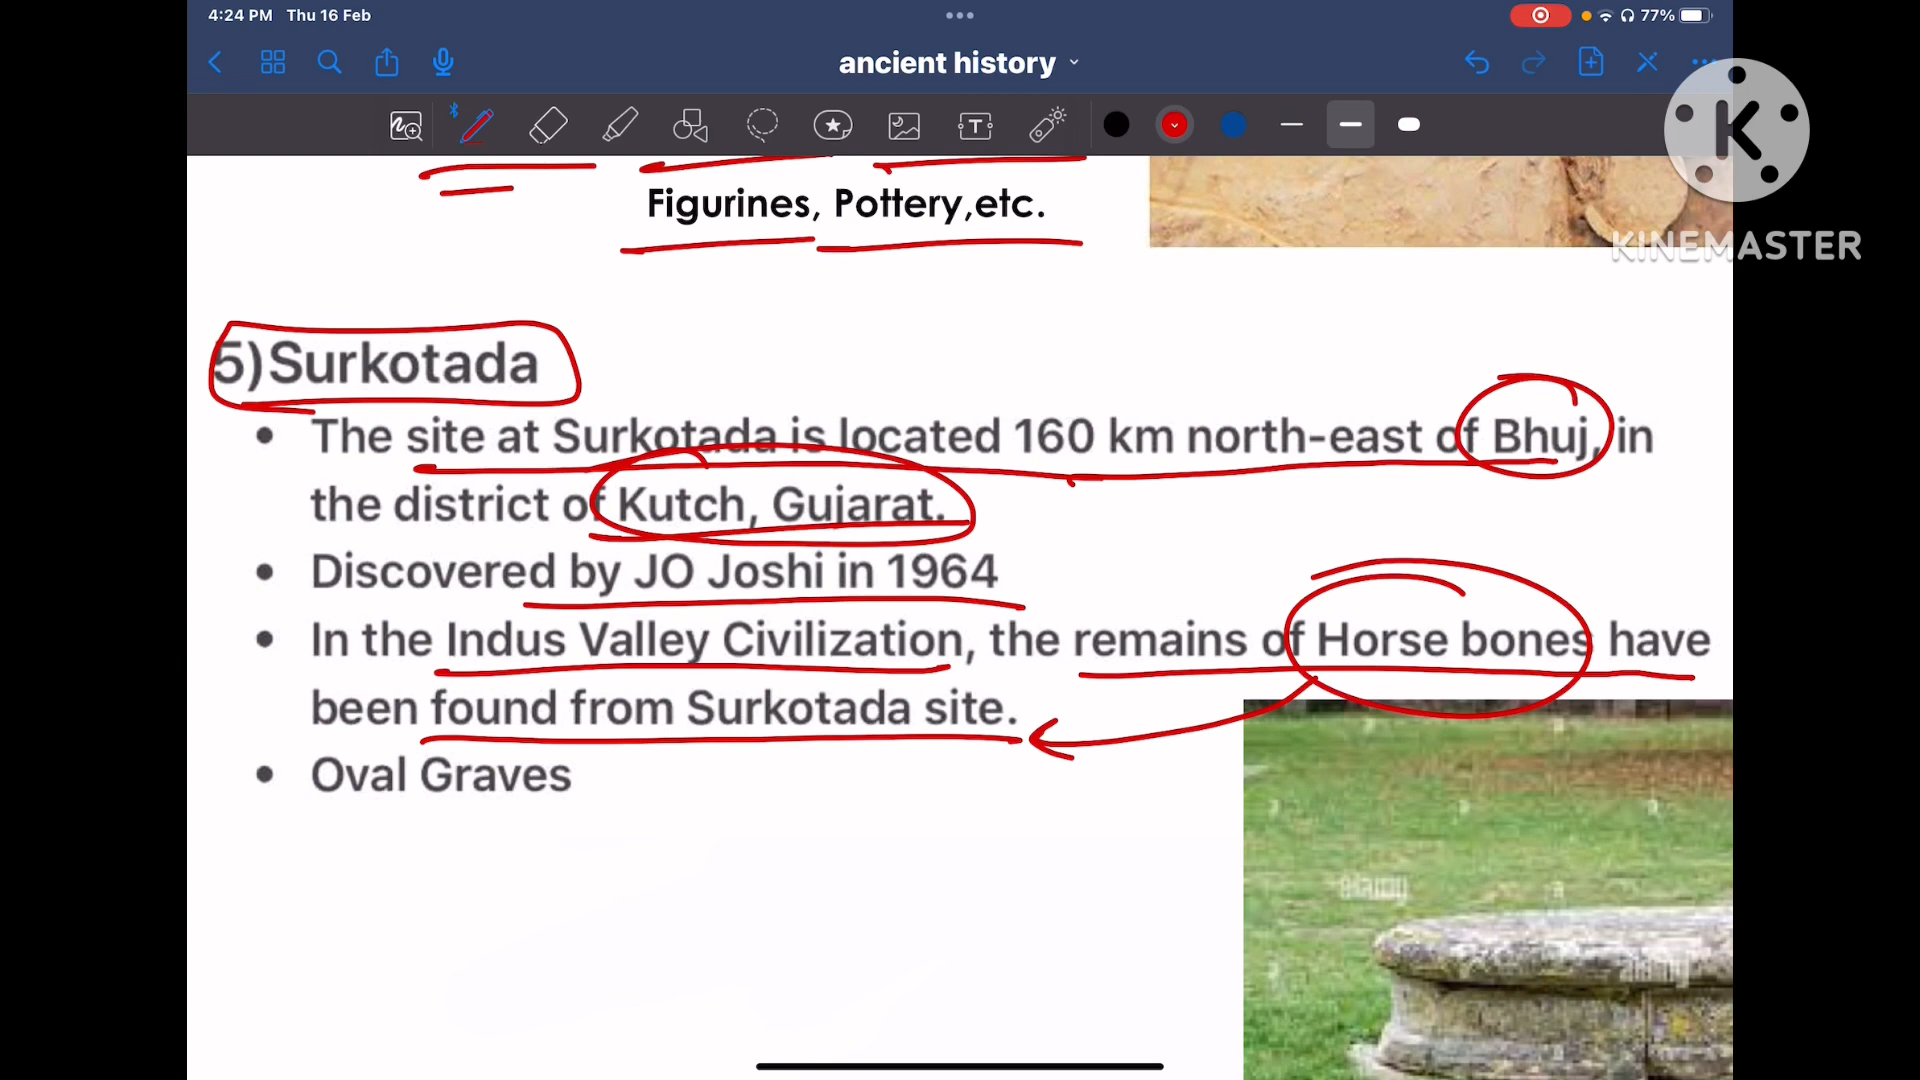 4:24 PM Thu 16 Feb
77%
ancient history
K
KINEMASTER
Figurines, Pottery,etc.
5)Surkotada
• The site at Surkotada is located 160 km north-east of Bhuj, in
the district of Kutch, Gujarat.
• Discovered by JO Joshi in 1964
• In the Indus Valley Civilization, the remains of Horse bones have
been found from Surkotada site.
• Oval Graves
alamy
alamy